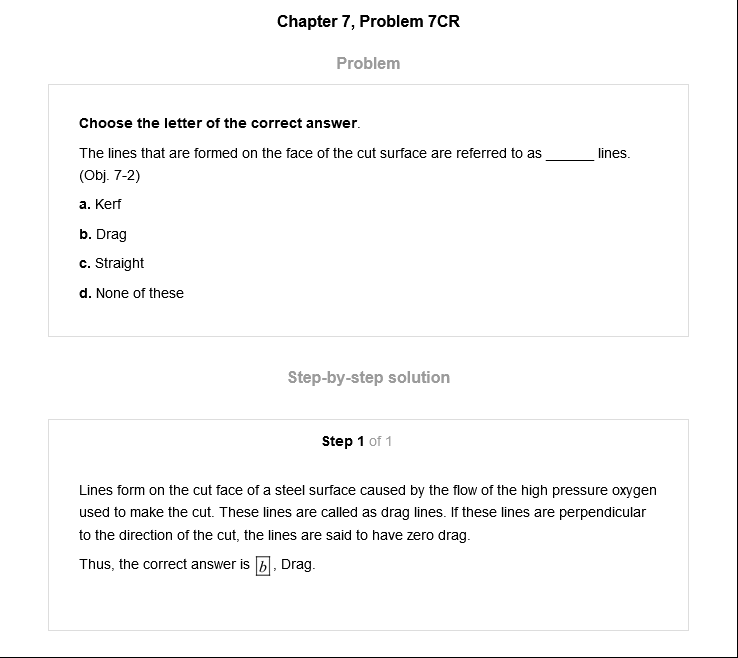 Chapter 7, Problem 7CR
Problem
Choose the letter of the correct answer.
The lines that are formed on the face of the cut surface are referred to as ______ lines.
(Obj. 7-2)
a. Kerf
b. Drag
c. Straight
d. None of these
Step-by-step solution
Step 1 of 1
Lines form on the cut face of a steel surface caused by the flow of the high pressure oxygen
used to make the cut. These lines are called as drag lines. If these lines are perpendicular
to the direction of the cut, the lines are said to have zero drag.
Thus, the correct answer is b, Drag.